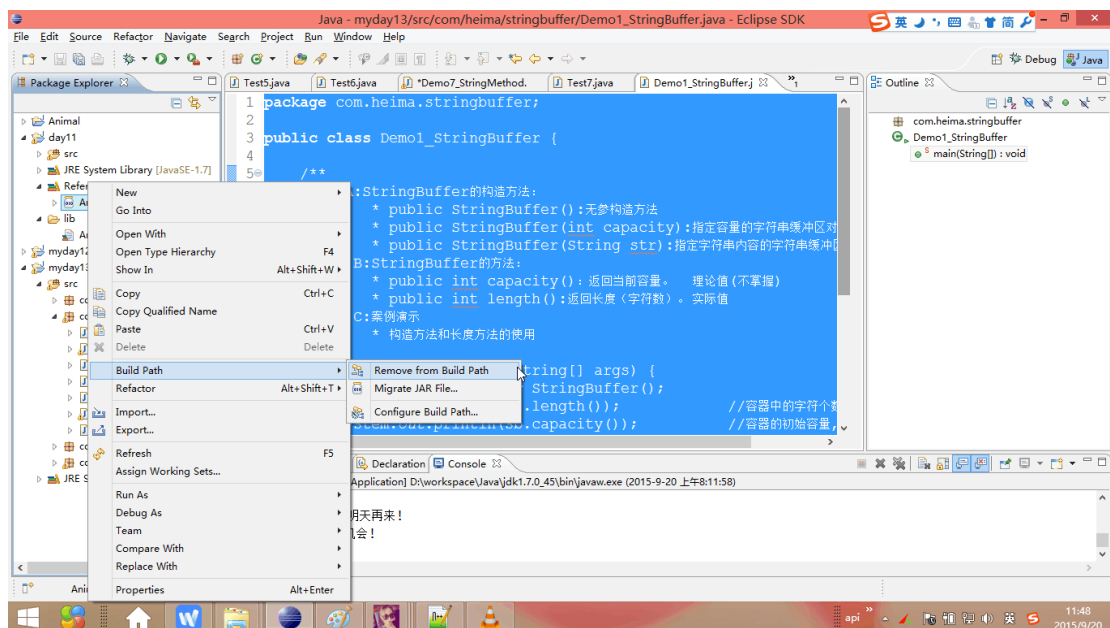 Java - myday13/src/com/heima/stringbuffer/Demo1_StringBuffer.java - Eclipse SDK
英
简
File Edit Source Refactor Navigate Search Project Run Window Help
Debug
Java
Package Explorer
Test5.java
Test6.java
*Demo7_StringMethod.
Test7.java
Demo1_StringBuffer.j
Outline
Animal
day11
src
JRE System Library [JavaSE-1.7]
lib
src
1 package com.heima.stringbuffer;
2
3 public class Demo1_StringBuffer {
4
5 /**
:StringBuffer的构造方法:
* public StringBuffer():无参构造方法
* public StringBuffer(int capacity):指定容量的字符串缓冲区对
* public StringBuffer(String str):指定字符串内容的字符串缓冲区
B:StringBuffer的方法:
* public int capacity():返回当前容量。 理论值(不掌握)
* public int length():返回长度（字符数）。实际值
C:案例演示
* 构造方法和长度方法的使用
tring[] args) {
StringBuffer();
.length()); //容器中的字符个数
stem.out.println(sb.capacity()); //容器的初始容量,
com.heima.stringbuffer
Demo1_StringBuffer
main(String[]) : void
New
Go Into
Open With
Open Type Hierarchy F4
Show In Alt+Shift+W
Copy Ctrl+C
Copy Qualified Name
Paste Ctrl+V
Delete Delete
Build Path
Refactor Alt+Shift+T
Import...
Export...
Refresh F5
Assign Working Sets...
Run As
Debug As
Team
Compare With
Replace With
Properties Alt+Enter
Remove from Build Path
Migrate JAR File...
Configure Build Path...
Declaration
Console
Application] D:\workspace\Java\jdk1.7.0_45\bin\javaw.exe (2015-9-20 上午8:11:58)
明天再来！
机会！
api
英
11:48
2015/9/20